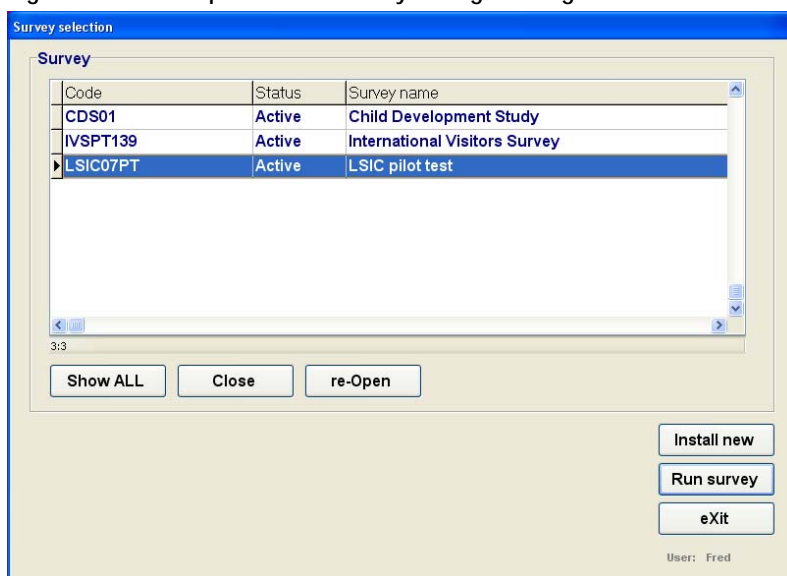 Survey selection
Survey
Code Status Survey name
CDS01 Active Child Development Study
IVSPT139 Active International Visitors Survey
LSIC07PT Active LSIC pilot test
3:3
Show ALL Close re-Open
Install new
Run survey
eXit
User: Fred